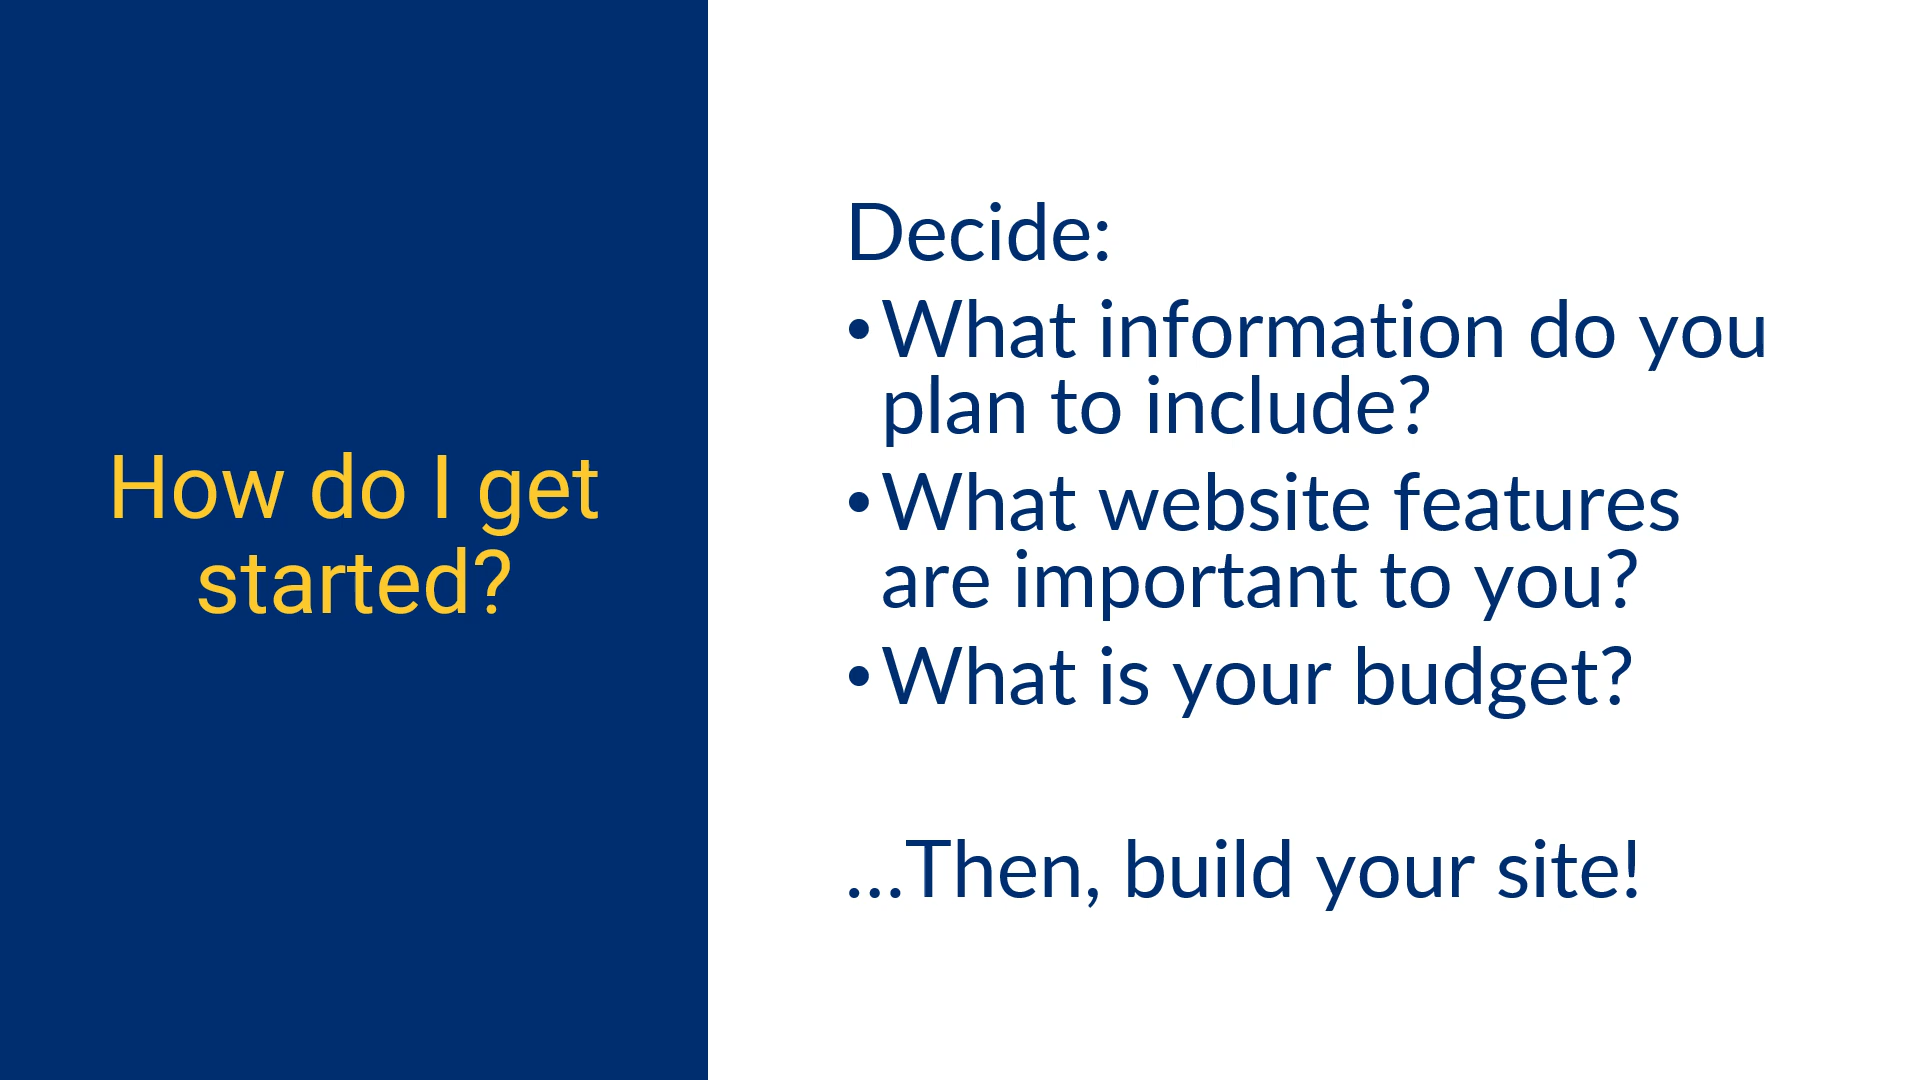 How do I get
started?
Decide:
• What information do you
plan to include?
• What website features
are important to you?
• What is your budget?
...Then, build your site!